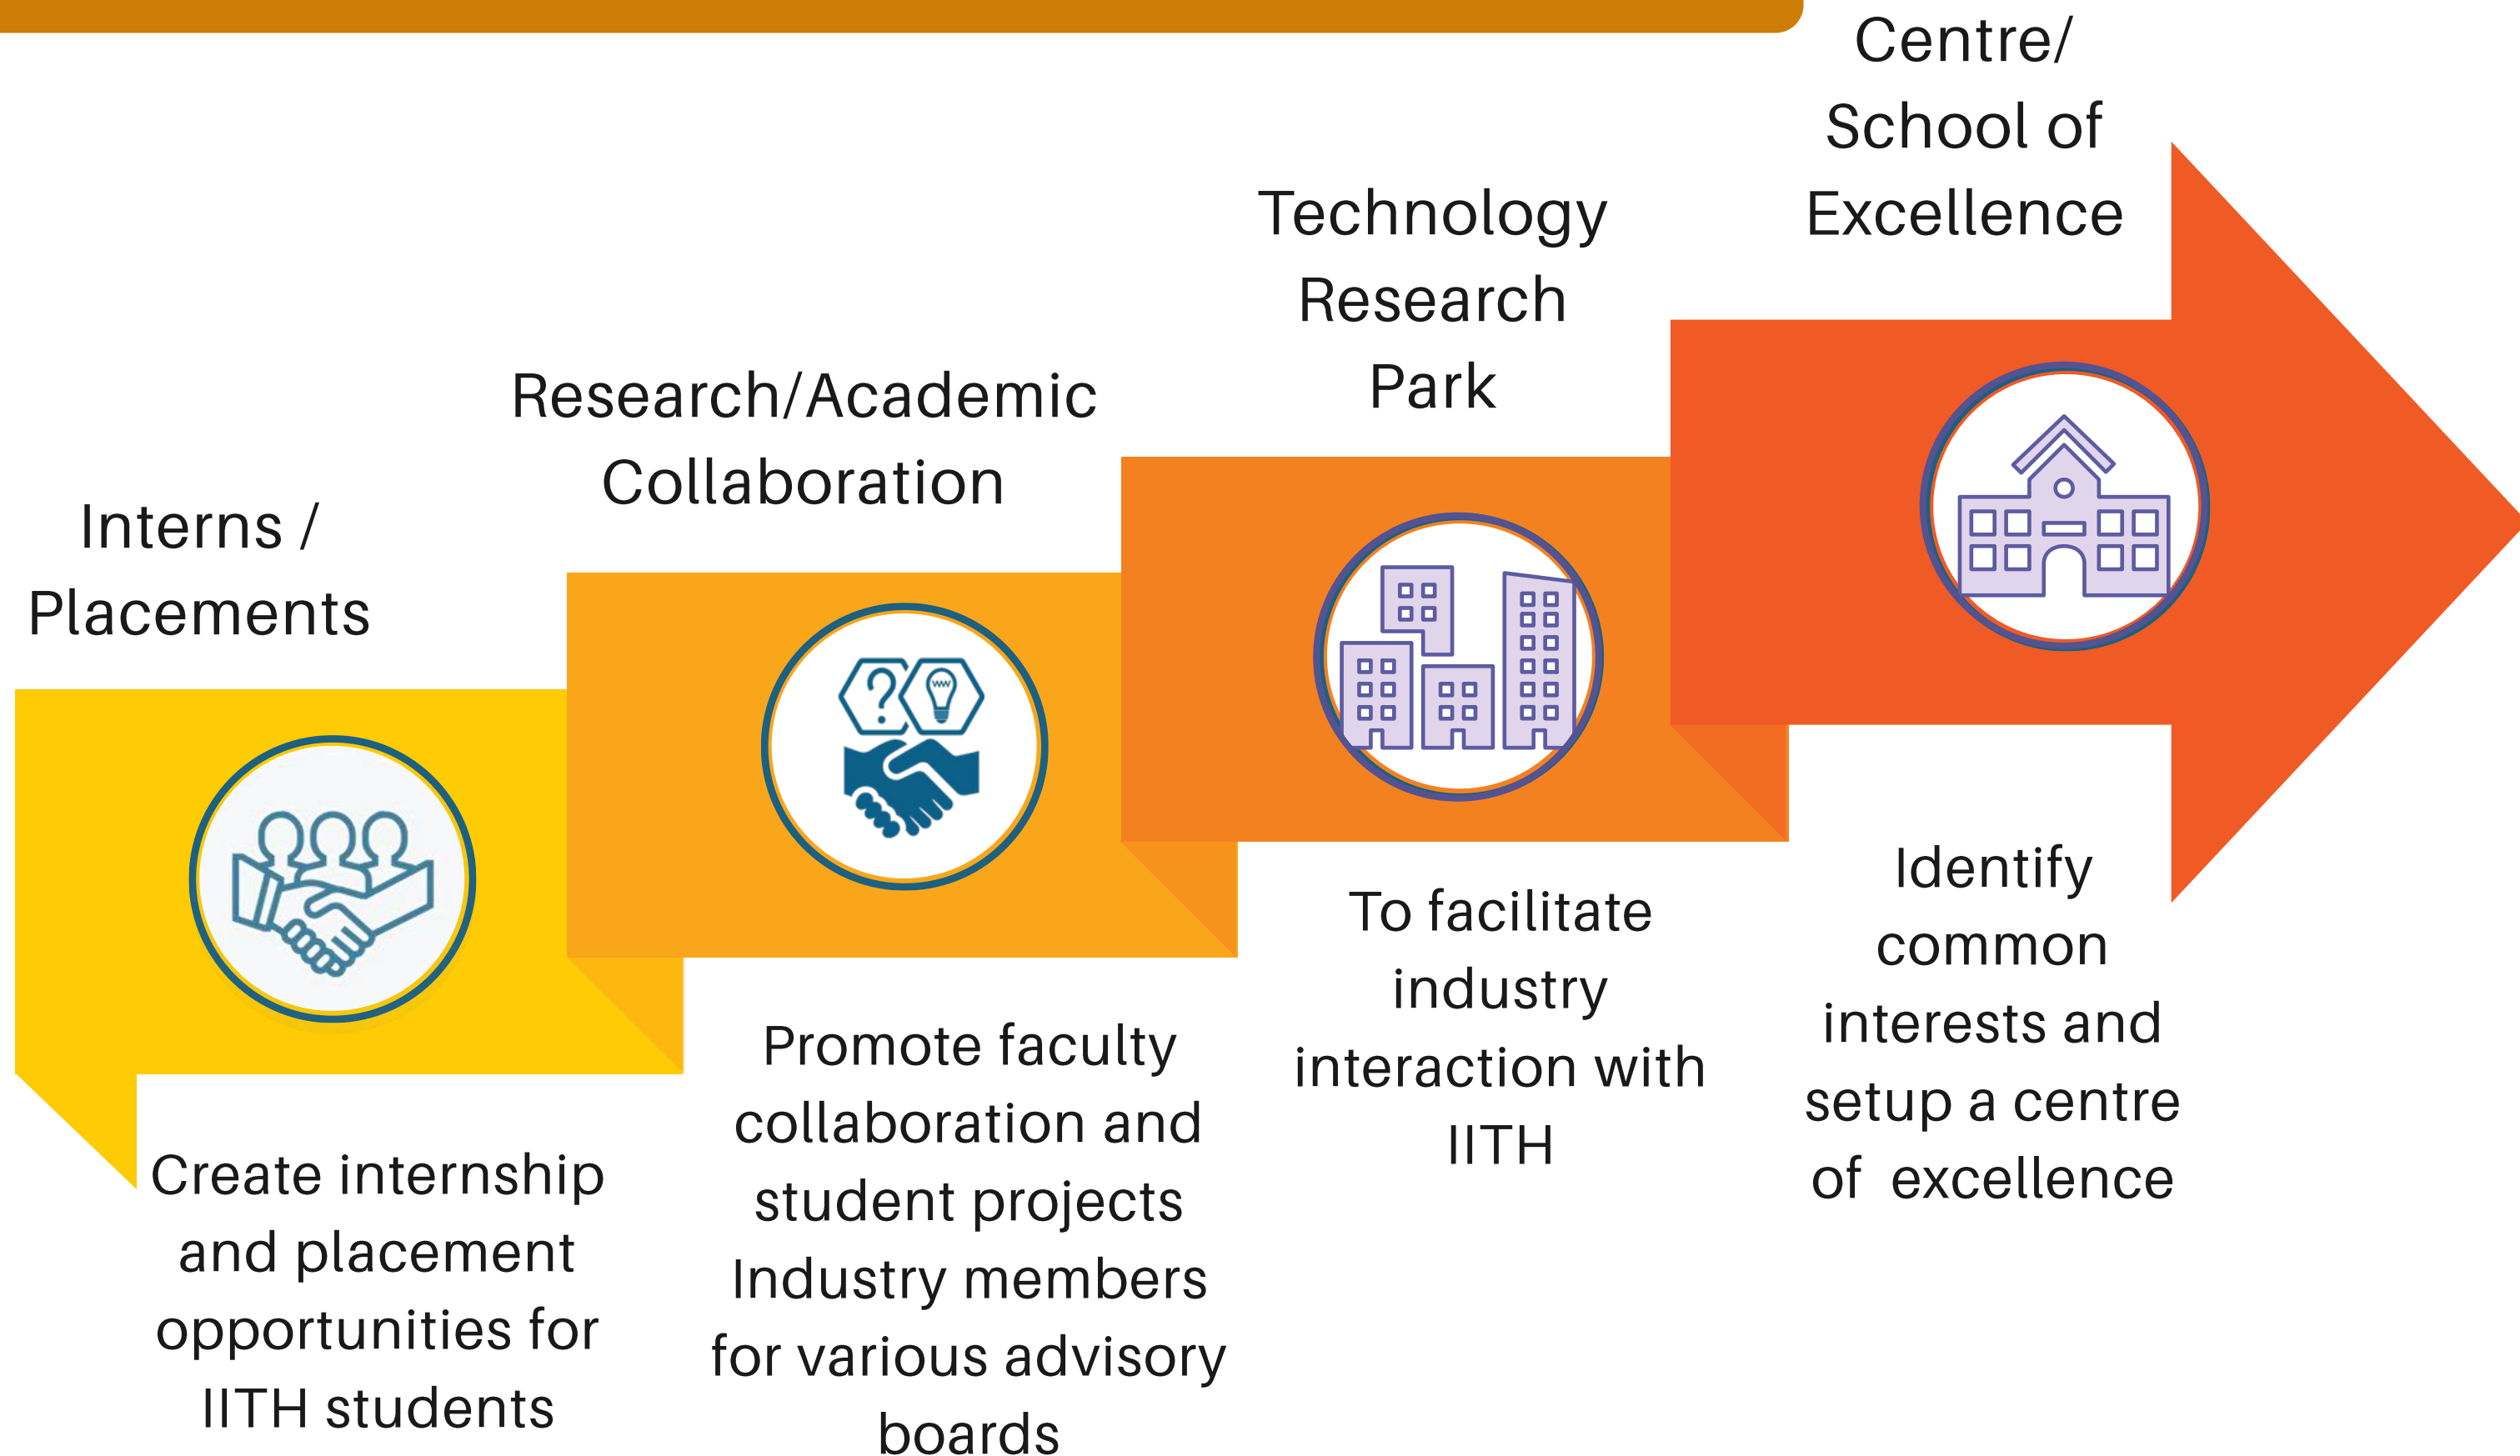 Interns /
Placements
Create internship
and placement
opportunities for
IITH students
Research/Academic
Collaboration
Promote faculty
collaboration and
student projects
Industry members
for various advisory
boards
Technology
Research
Park
To facilitate
industry
interaction with
IITH
Centre/
School of
Excellence
Identify
common
interests and
setup a centre
of excellence